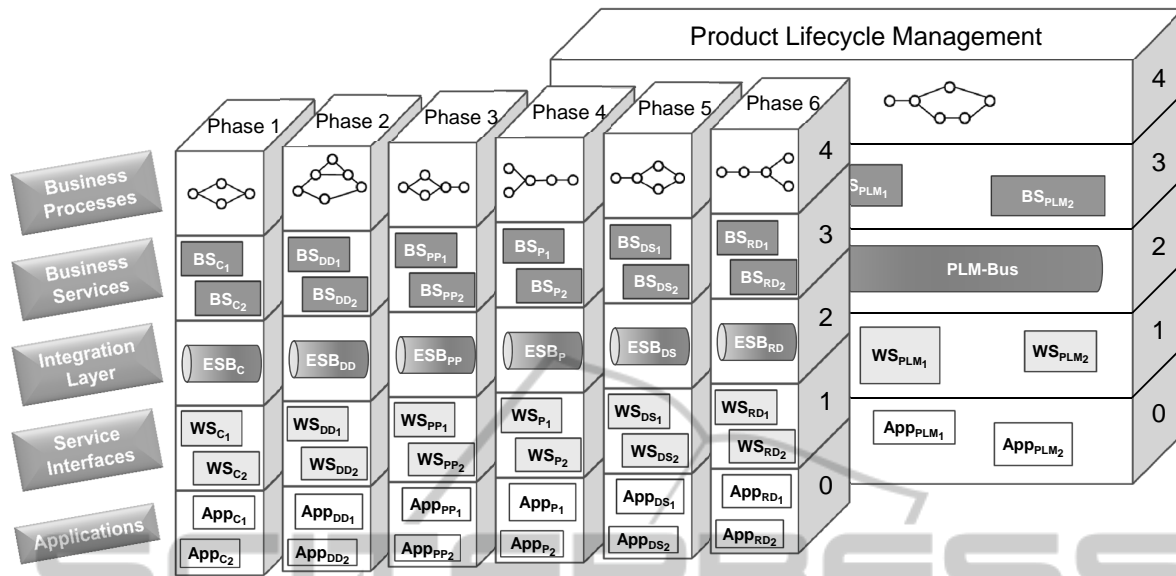 Product Lifecycle Management
4
3
2
1
0
Phase 1
Phase 2
Phase 3
Phase 4
Phase 5
Phase 6
4
3
2
1
0
Business
Processes
Business
Services
Integration
Layer
Service
Interfaces
Applications
BSC1
BSC2
ESBC
WSC1
WSC2
AppC1
AppC2
BSDD1
BSDD2
ESBDD
WSDD1
WSDD2
AppDD1
AppDD2
BSPP1
BSPP2
ESBPP
WSPP1
WSPP2
AppPP1
AppPP2
BSP1
BSP2
ESBP
WSP1
WSP2
AppP1
AppP2
BSDS1
BSDS2
ESBDS
WSDS1
WSDS2
AppDS1
AppDS2
BSRD1
BSRD2
ESBRD
WSRD1
WSRD2
AppRD1
AppRD2
SPLM1
BSPLM2
PLM-Bus
WSPLM1
WSPLM2
AppPLM1
AppPLM2